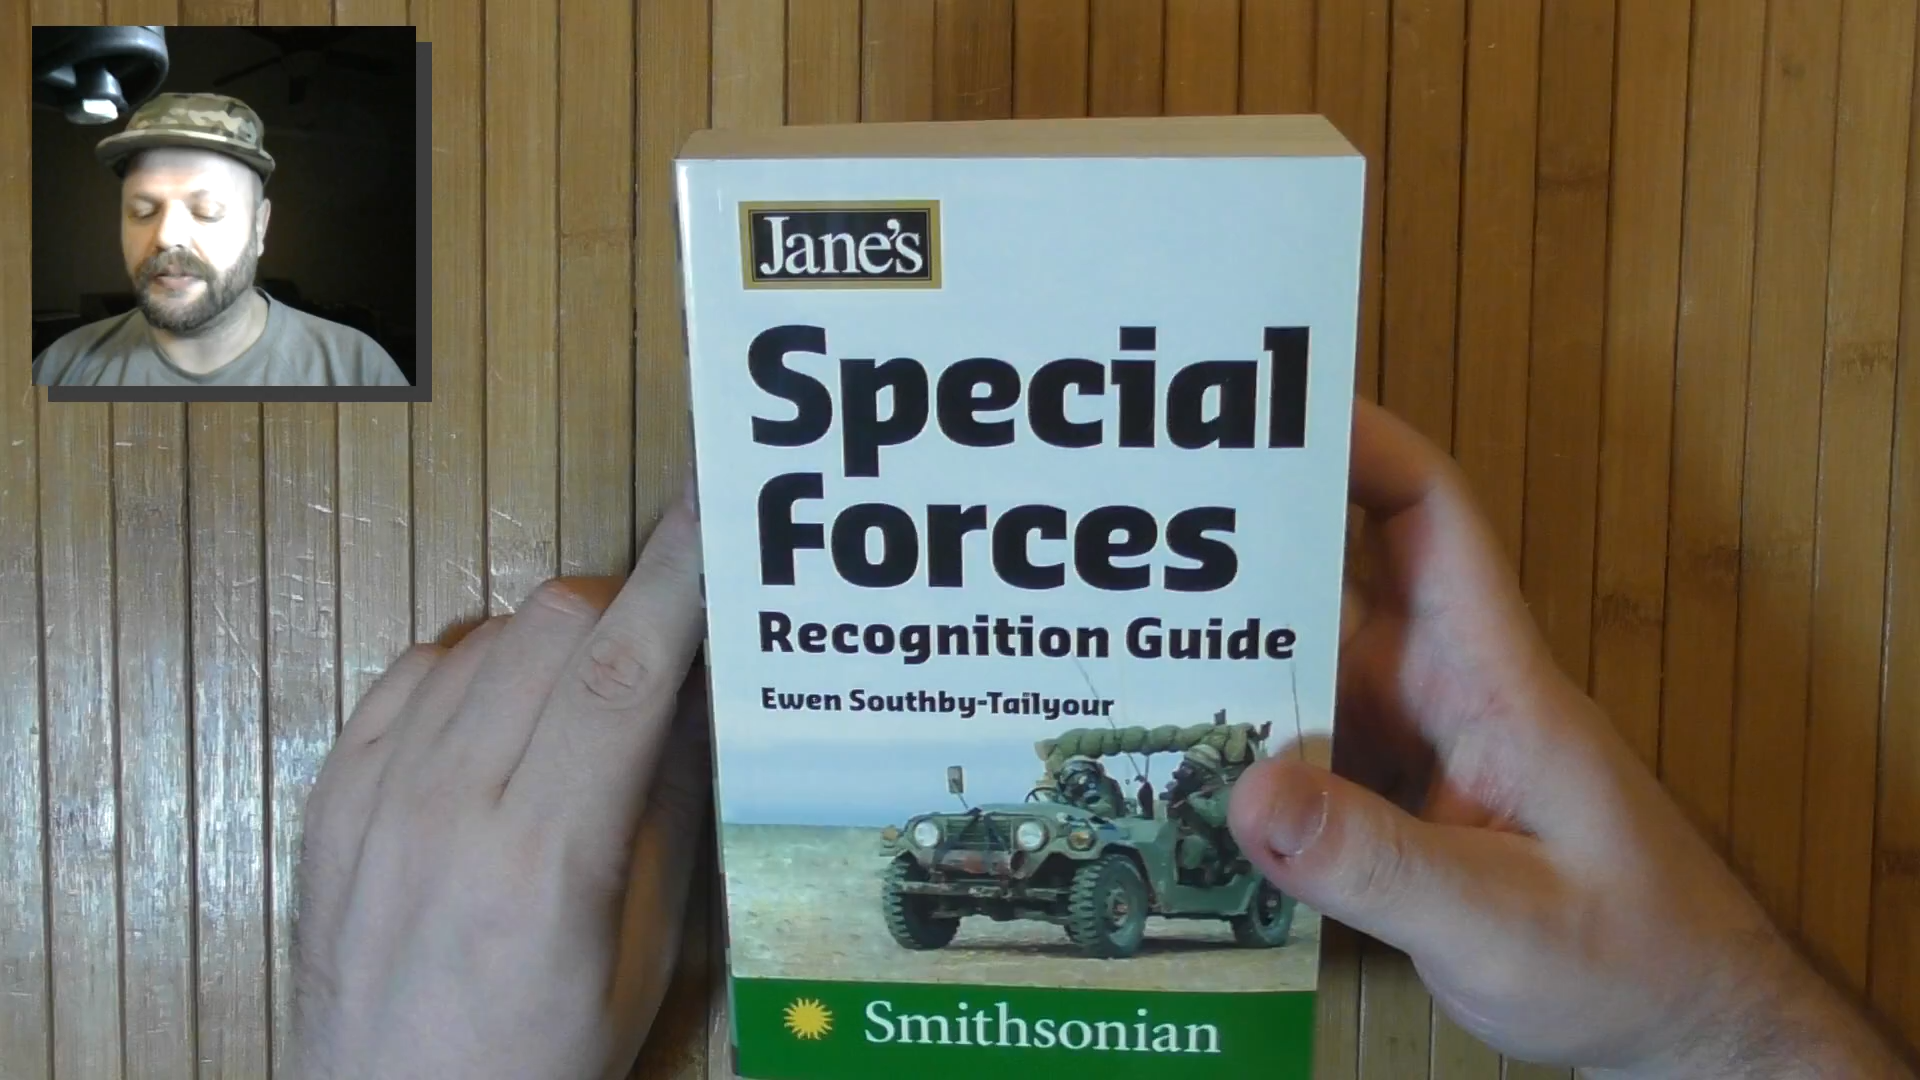 Jane's
Special
Forces
Recognition Guide
Ewen Southby-Tailyour
Smithsonian